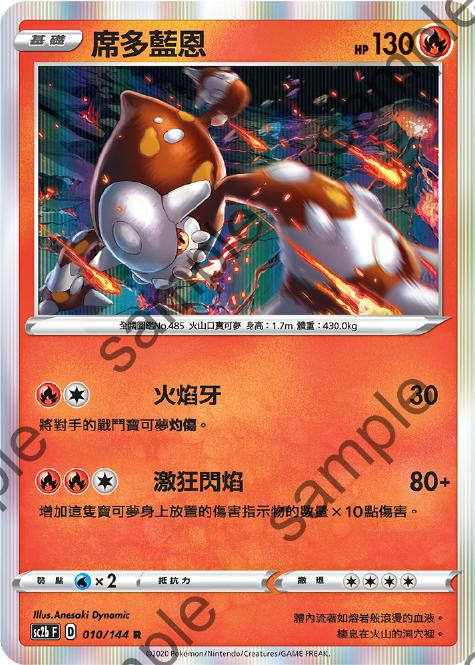 基礎 席多藍恩 HP 130
全國圖鑑No.485 火山口寶可夢 身高：1.7m 體重：430.0kg
火焰牙 30
將對手的戰鬥寶可夢灼傷。
激狂閃焰 80+
增加這隻寶可夢身上放置的傷害指示物的數量×10點傷害。
弱點 ×2 抵抗力 撤退
Illus.Anesaki Dynamic
sc2b F D 010/144 R
體內流著如熔岩般滾燙的血液。
棲息在火山的洞穴裡。
©2020 Pokémon/Nintendo/Creatures/GAME FREAK.
sample
sample
sample
sample